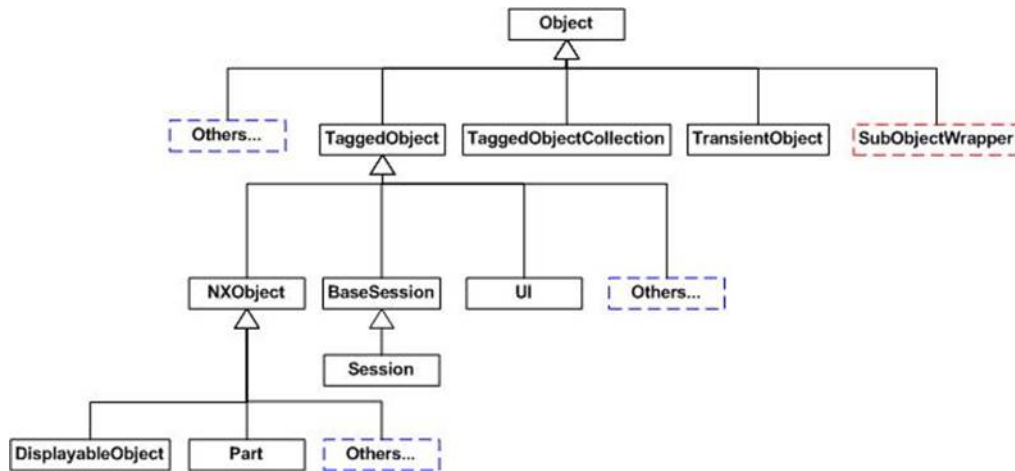 Object
Others...
TaggedObject
TaggedObjectCollection
TransientObject
SubObjectWrapper
NXObject
BaseSession
UI
Others...
Session
DisplayableObject
Part
Others...